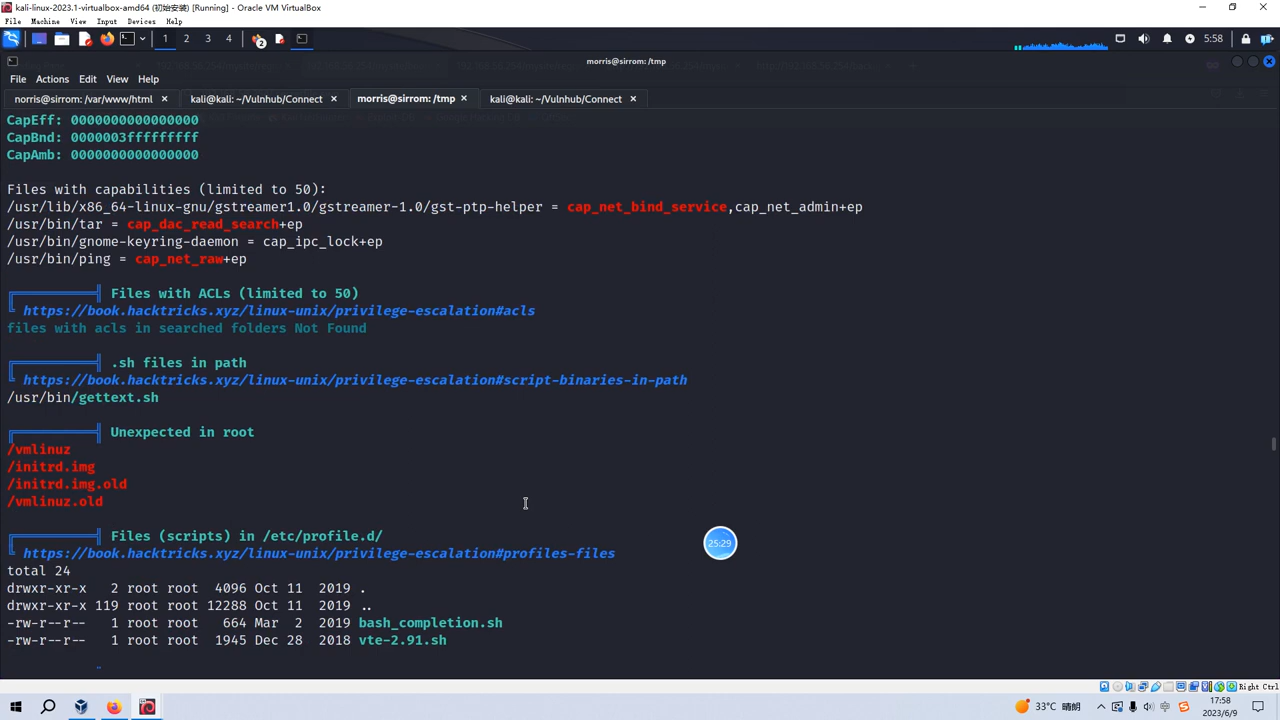 kali-linux-2023.1-virtualbox-amd64 (初始安装) [Running] - Oracle VM VirtualBox
File Machine View Input Devices Help
1 2 3 4 5:58
morris@sirrom: /tmp
File Actions Edit View Help
norris@sirrom: /var/www/html × kali@kali: ~/Vulnhub/Connect × morris@sirrom: /tmp × kali@kali: ~/Vulnhub/Connect ×
CapEff: 0000000000000000
CapBnd: 0000003fffffffff
CapAmb: 0000000000000000
Files with capabilities (limited to 50):
/usr/lib/x86_64-linux-gnu/gstreamer1.0/gstreamer-1.0/gst-ptp-helper = cap_net_bind_service,cap_net_admin+ep
/usr/bin/tar = cap_dac_read_search+ep
/usr/bin/gnome-keyring-daemon = cap_ipc_lock+ep
/usr/bin/ping = cap_net_raw+ep
Files with ACLs (limited to 50)
https://book.hacktricks.xyz/linux-unix/privilege-escalation#acls
files with acls in searched folders Not Found
.sh files in path
https://book.hacktricks.xyz/linux-unix/privilege-escalation#script-binaries-in-path
/usr/bin/gettext.sh
Unexpected in root
/vmlinuz
/initrd.img
/initrd.img.old
/vmlinuz.old
Files (scripts) in /etc/profile.d/
https://book.hacktricks.xyz/linux-unix/privilege-escalation#profiles-files
25:29
total 24
drwxr-xr-x 2 root root 4096 Oct 11 2019 .
drwxr-xr-x 119 root root 12288 Oct 11 2019 ..
-rw-r--r-- 1 root root 664 Mar 2 2019 bash_completion.sh
-rw-r--r-- 1 root root 1945 Dec 28 2018 vte-2.91.sh
Right Ctrl
33°C 晴朗 中 17:58
2023/6/9